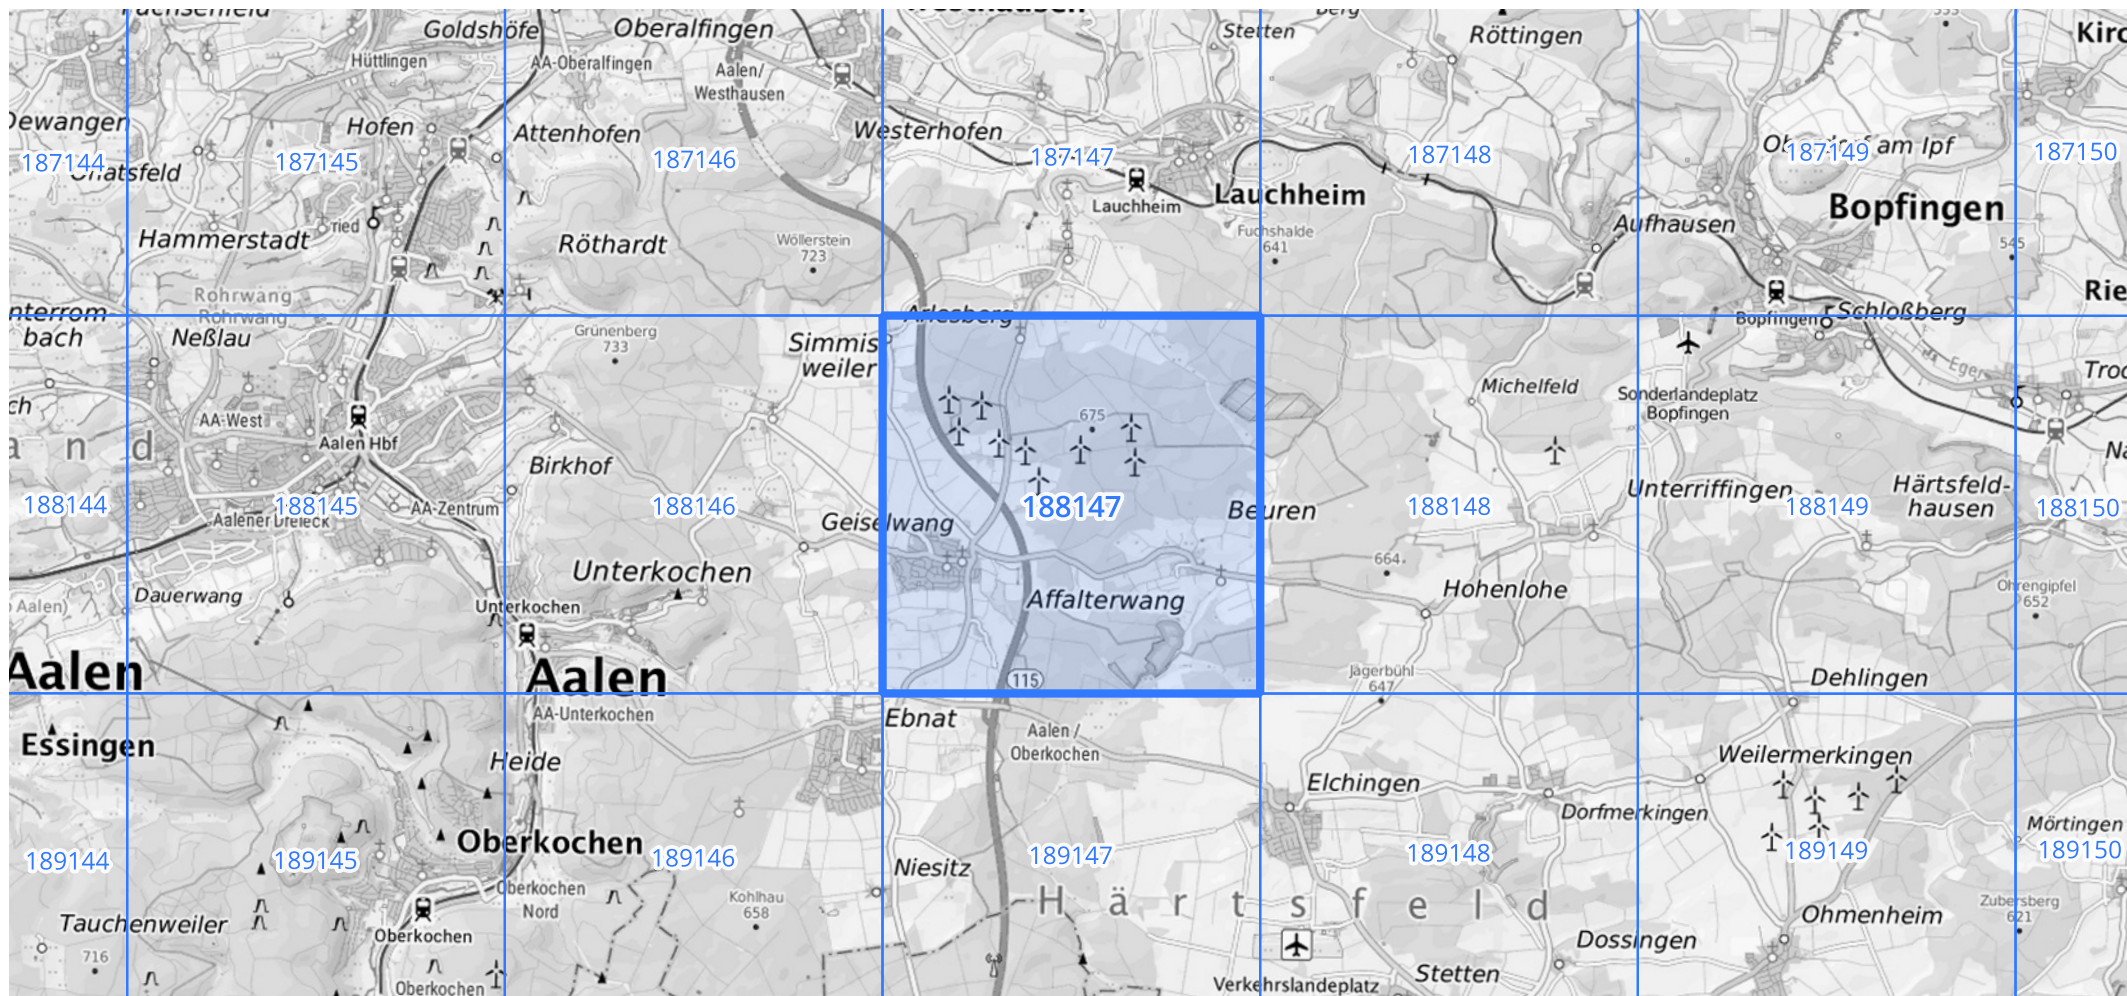 Goldshöfe
Oberalfingen
Stetten
Röttingen
AA-Oberalfingen
Hüttlingen
Aalen/
Westhausen
Dewangen
Hofen
Attenhofen
Westerhofen
187144
187145
187146
187147
187148
187149
187150
am Ipf
Lauchheim
Lauchheim
Bopfingen
Hammerstadt
ried
Röthardt
Wöllerstein
723
Fuchshalde
641
Aufhausen
545
Rohrwang
Rohrwang
Arlesberg
Bopfingen
Schloßberg
bach
Neßlau
Grünenberg
733
Simmis-
weiler
Michelfeld
Sonderlandeplatz
Bopfingen
Eger
AA-West
Aalen Hbf
675
a n d
Birkhof
188144
188145
188146
188147
188148
188149
188150
Aalener Dreieck
AA-Zentrum
Geiselwang
Beuren
Unterriffingen
Härtsfeld-
hausen
Unterkochen
664
Hohenlohe
Ohrengipfel
652
Aalen)
Dauerwang
Unterkochen
Affalterwang
Aalen
Aalen
115
Jägerbühl
647
Dehlingen
AA-Unterkochen
Ebnat
Aalen /
Oberkochen
Essingen
Heide
Weilermerkingen
Elchingen
Dorfmerkingen
Mörtingen
Oberkochen
189144
189145
189146
189147
189148
189149
189150
Niesitz
Oberkochen
Nord
Kohlhau
658
Härtsfeld
Zubersberg
621
Tauchenweiler
Oberkochen
Ohmenheim
716
Dossingen
Stetten
Oberkochen
Verkehrslandeplatz